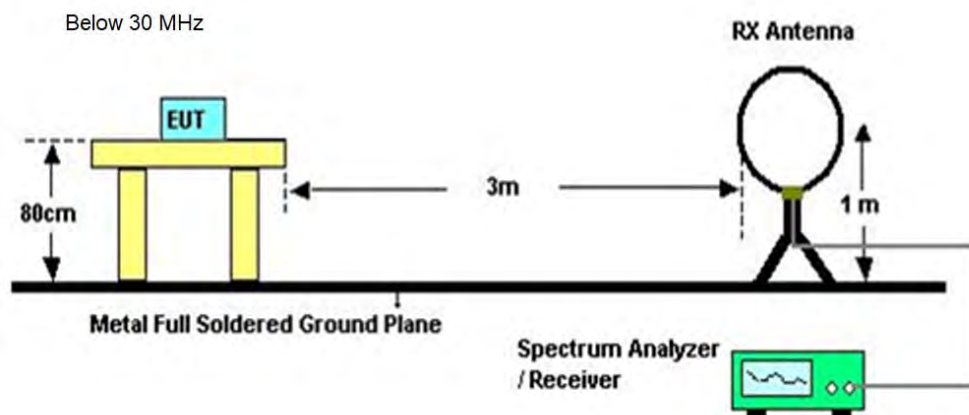 Below 30 MHz
RX Antenna
EUT
80cm
3m
1 m
Metal Full Soldered Ground Plane
Spectrum Analyzer
/ Receiver